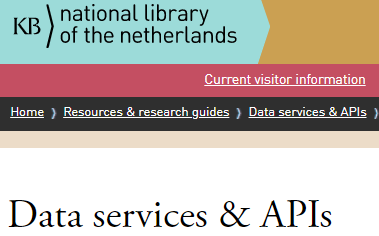 KB national library
of the netherlands
Current visitor information
Home ❯ Resources & research guides ❯ Data services & APIs ❯
Data services & APIs